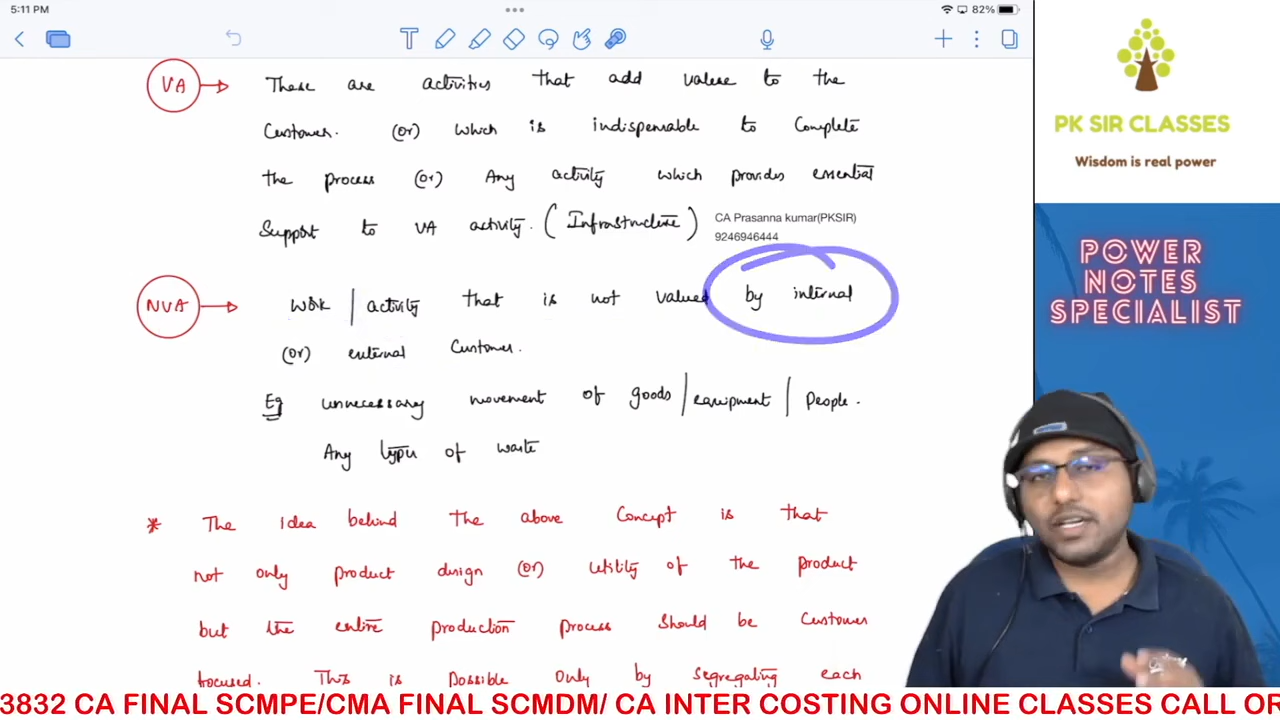 5:11 PM
82%
VA
These are activities that add value to the
Customer. (or) which is indispensable to Complete
the process (or) Any activity which provides essential
Support to VA activity. (Infrastructure)
CA Prasanna kumar(PKSIR)
9246946444
NVA
Work | activity that is not valued by internal
(or) external Customer.
Eg unnecessary movement of goods | equipment | People.
Any type of waste
* The Idea behind The above Concept is that
not only product design (or) utility of the product
but the entire production process should be Customer
focused. This is Possible Only by segregating each
PK SIR CLASSES
Wisdom is real power
POWER
NOTES
SPECIALIST
3832 CA FINAL SCMPE/CMA FINAL SCMDM/ CA INTER COSTING ONLINE CLASSES CALL OR